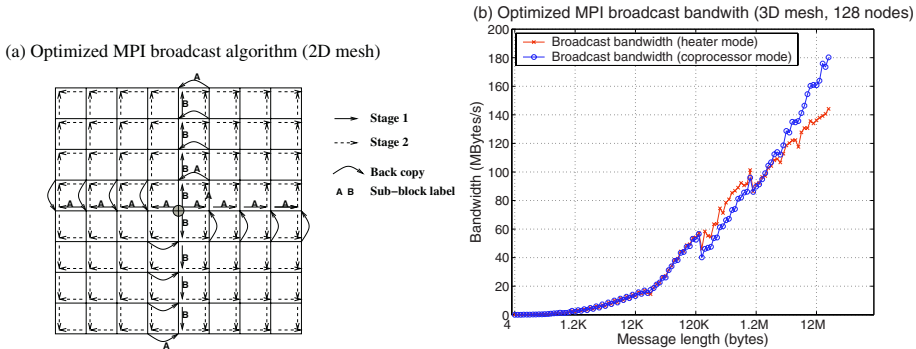 (a) Optimized MPI broadcast algorithm (2D mesh)
A
B
B
B A
B
A A A A A A A
B
B
B
B
A
Stage 1
Stage 2
Back copy
A B Sub-block label
(b) Optimized MPI broadcast bandwith (3D mesh, 128 nodes)
Broadcast bandwidth (heater mode)
Broadcast bandwidth (coprocessor mode)
Bandwidth (MBytes/s)
200
180
160
140
120
100
80
60
40
20
0
4 1.2K 12K 120K 1.2M 12M
Message length (bytes)